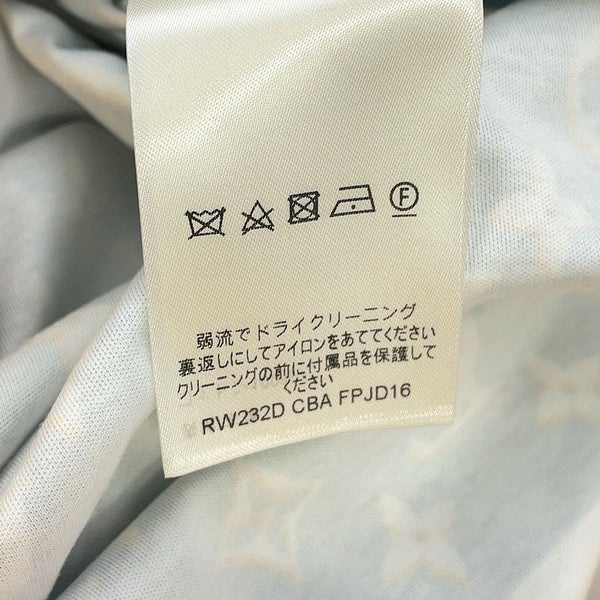 F
弱流でドライクリーニング
裏返しにしてアイロンをあててください
クリーニングの前に付属品を保護して
ください
RW232D CBA FPJD16